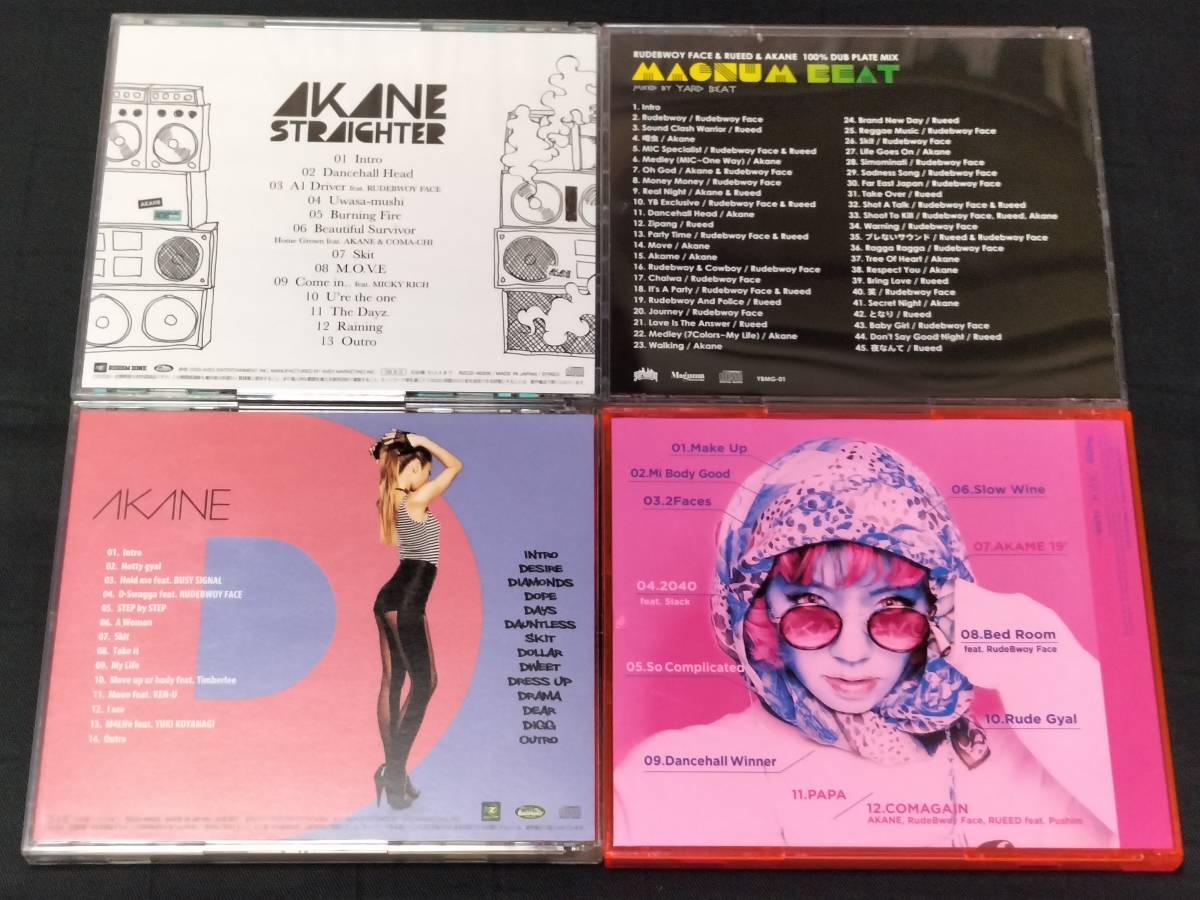 AKANE
STRAIGHTER
01 Intro
02 Dancehall Head
03 A1 Driver feat. RUDEBWOY FACE
04 Uwasa-mushi
05 Burning Fire
06 Beautiful Survivor
Home Grown feat. AKANE & COMA-CHI
07 Skit
08 M.O.V.E
09 Come in.. feat. MICKY RICH
10 U're the one
11 The Dayz.
12 Raining
13 Outro
AKANE
RUDEBWOY FACE & RUEED & AKANE 100% DUB PLATE MIX
MAGNUM BEAT
MIXED BY YARD BEAT
1. Intro
2. Rudebwoy / Rudebwoy Face
3. Sound Clash Warrior / Rueed
4. 噂虫 / Akane
5. MIC Specialist / Rudebwoy Face & Rueed
6. Medley (MIC~One Way) / Akane
7. Oh God / Akane & Rudebwoy Face
8. Money Money / Rudebwoy Face
9. Real Night / Akane & Rueed
10. YB Exclusive / Rudebwoy Face & Rueed
11. Dancehall Head / Akane
12. Zipang / Rueed
13. Party Time / Rudebwoy Face & Rueed
14. Move / Akane
15. Akame / Akane
16. Rudebwoy & Cowboy / Rudebwoy Face
17. Chalwa / Rudebwoy Face
18. It's A Party / Rudebwoy Face & Rueed
19. Rudebwoy And Police / Rueed
20. Journey / Rudebwoy Face
21. Love Is The Answer / Rueed
22. Medley (7Colors~My Life) / Akane
23. Walking / Akane
24. Brand New Day / Rueed
25. Reggae Music / Rudebwoy Face
26. Skit / Rudebwoy Face
27. Life Goes On / Akane
28. Simominati / Rudebwoy Face
29. Sadness Song / Rudebwoy Face
30. Far East Japan / Rudebwoy Face
31. Take Over / Rueed
32. Shot A Talk / Rudebwoy Face & Rueed
33. Shoot To Kill / Rudebwoy Face, Rueed, Akane
34. Warning / Rudebwoy Face
35. ブレないサウンド / Rueed & Rudebwoy Face
36. Ragga Ragga / Rudebwoy Face
37. Tree Of Heart / Akane
38. Respect You / Akane
39. Bring Love / Rueed
40. 笑 / Rudebwoy Face
41. Secret Night / Akane
42. となり / Rueed
43. Baby Girl / Rudebwoy Face
44. Don't Say Good Night / Rueed
45. 夜なんて / Rueed
Magnum
YBMG-01
AKANE
01. Intro
02. Hotty gyal
03. Hold me feat. BUSY SIGNAL
04. D-Swagga feat. RUDEBWOY FACE
05. STEP by STEP
06. A Woman
07. Skit
08. Take it
09. My Life
10. Move up or body feat. Timberlee
11. Moon feat. KEN-U
12. I see
13. M4Life feat. YUKI KOYANAGI
14. Outro
INTRO
DESIRE
DIAMONDS
DOPE
DAYS
DAUNTLESS
SKIT
DOLLAR
DWEET
DRESS UP
DRAMA
DEAR
DIGG
OUTRO
01.Make Up
02.Mi Body Good
03.2Faces
04.2040
feat. Slack
05.So Complicated
06.Slow Wine
07.AKAME 19'
08.Bed Room
feat. RudeBwoy Face
09.Dancehall Winner
10.Rude Gyal
11.PAPA
12.COMAGAIN
AKANE, RudeBwoy Face, RUEED feat. Pushim